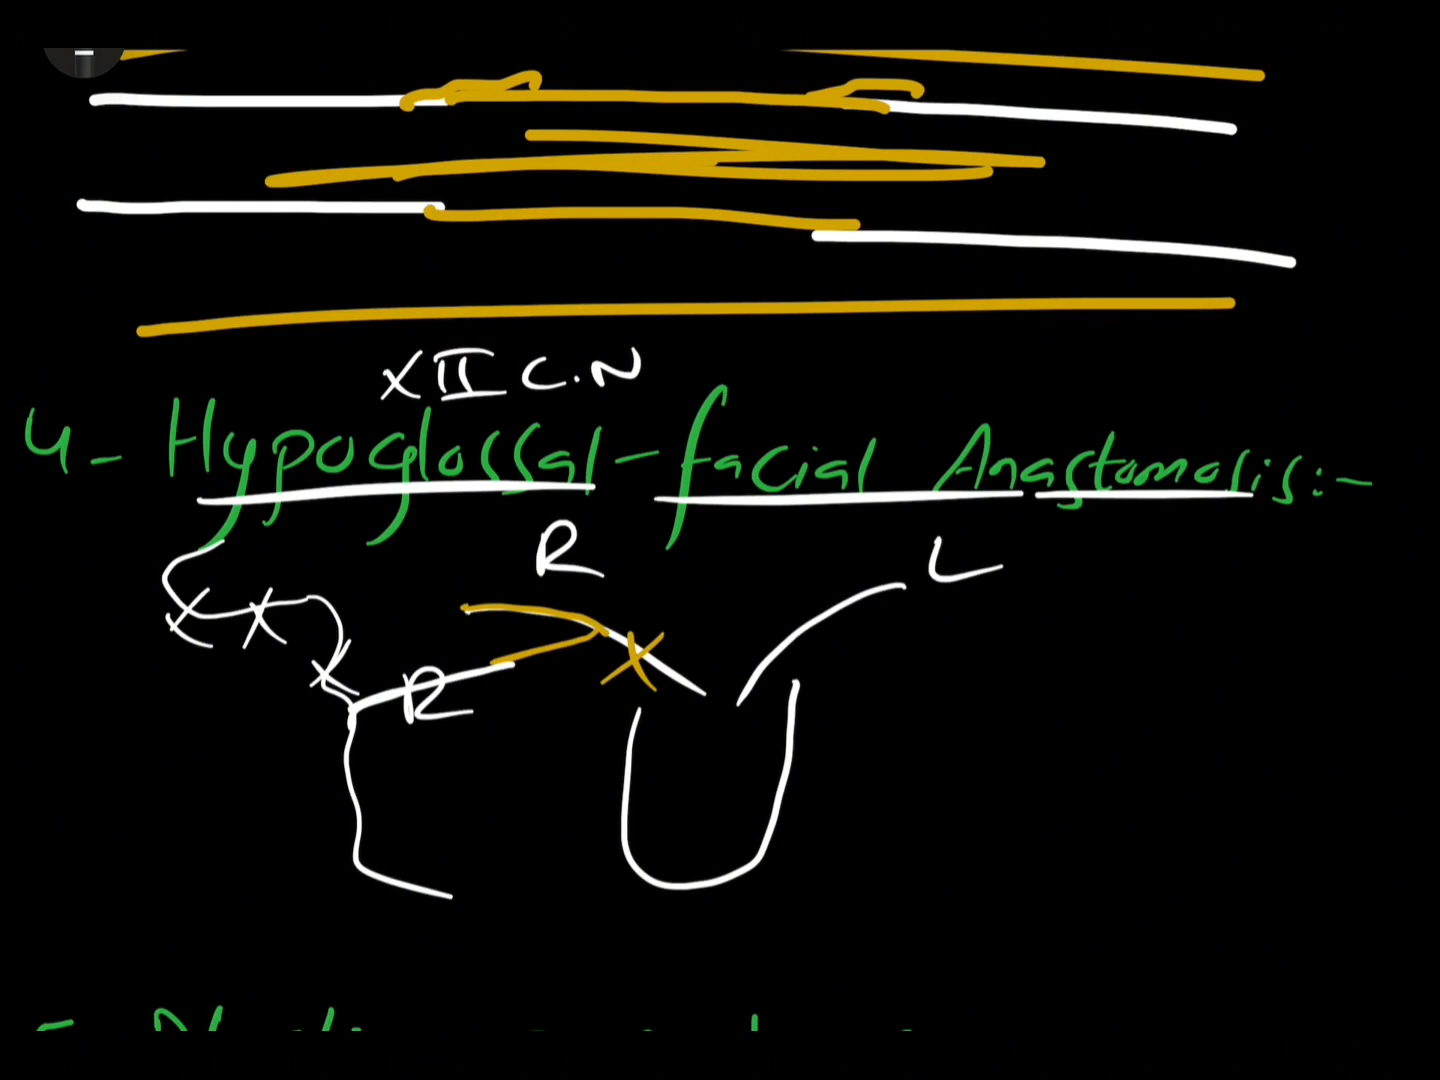 XII C.N
4- Hypoglossal-facial Anastomosis:-
R
L
X X
X
X
R